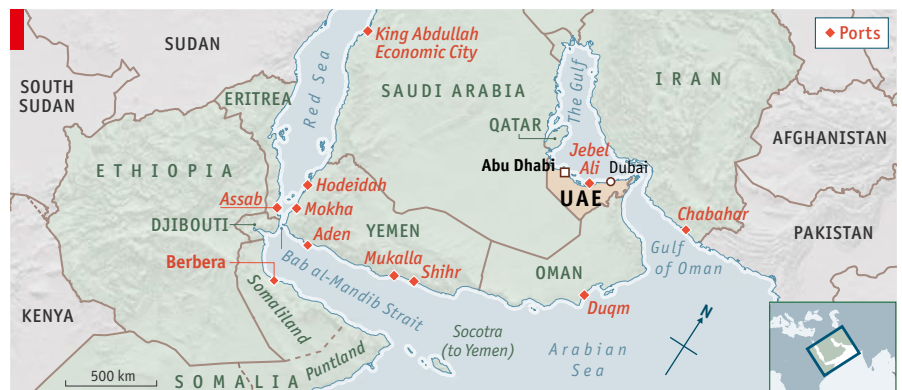 SUDAN
King Abdullah
Economic City
Ports
SOUTH
SUDAN
ERITREA
Red Sea
SAUDI ARABIA
The Gulf
IRAN
QATAR
AFGHANISTAN
ETHIOPIA
Abu Dhabi
Jebel
Ali
Dubai
Hodeidah
Assab
Mokha
UAE
Chabahar
DJIBOUTI
Aden
YEMEN
PAKISTAN
Berbera
Bab al-Mandib Strait
Mukalla
Shihr
OMAN
Gulf
of Oman
KENYA
Somaliland
Duqm
N
Socotra
(to Yemen)
Arabian
Sea
Puntland
500 km
SOMALIA